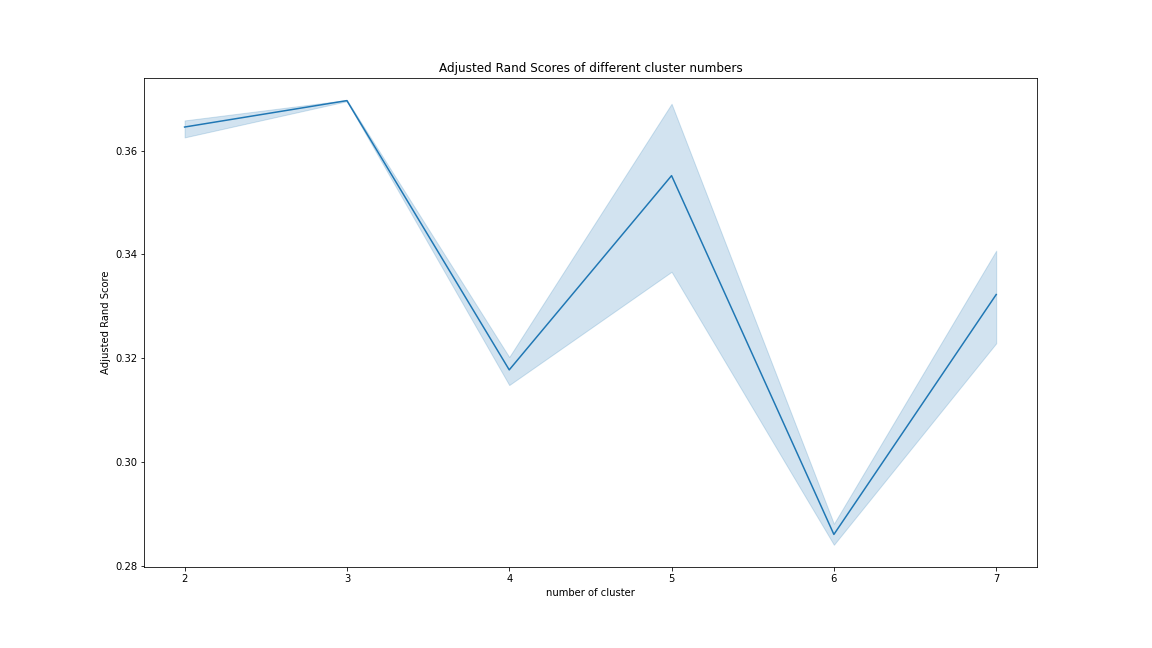 Adjusted Rand Scores of different cluster numbers
Adjusted Rand Score
0.36
0.34
0.32
0.30
0.28
2 3 4 5 6 7
number of cluster